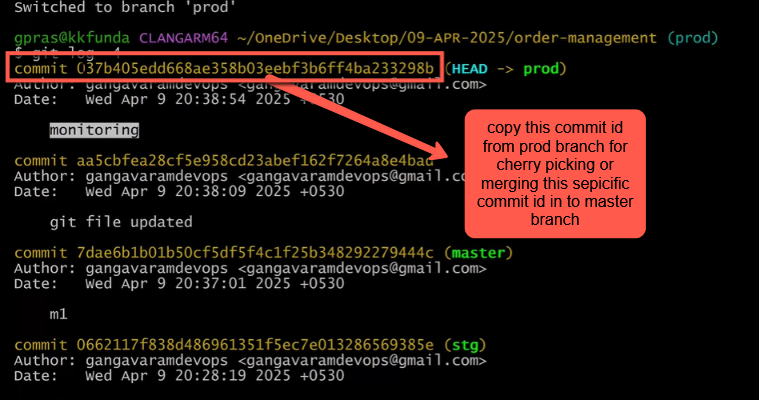 Switched to branch 'prod'
gpras@kkfunda CLANGARM64 ~/OneDrive/Desktop/09-APR-2025/order-management (prod)
$ git log -4
commit 037b405edd668ae358b03eebf3b6ff4ba233298b (HEAD -> prod)
Author: gangavaramdevops <gangavaramdevops@gmail.com>
Date:   Wed Apr 9 20:38:54 2025 +0530
monitoring
commit aa5cbfea28cf5e958cd23abef162f7264a8e4bad
Author: gangavaramdevops <gangavaramdevops@gmail.co
Date:   Wed Apr 9 20:38:09 2025 +0530
git file updated
copy this commit id
from prod branch for
cherry picking or
merging this sepicific
commit id in to master
branch
commit 7dae6b1b01b50cf5df5f4c1f25b348292279444c (master)
Author: gangavaramdevops <gangavaramdevops@gmail.com>
Date:   Wed Apr 9 20:37:01 2025 +0530
m1
commit 0662117f838d486961351f5ec7e013286569385e (stg)
Author: gangavaramdevops <gangavaramdevops@gmail.com>
Date:   Wed Apr 9 20:28:19 2025 +0530